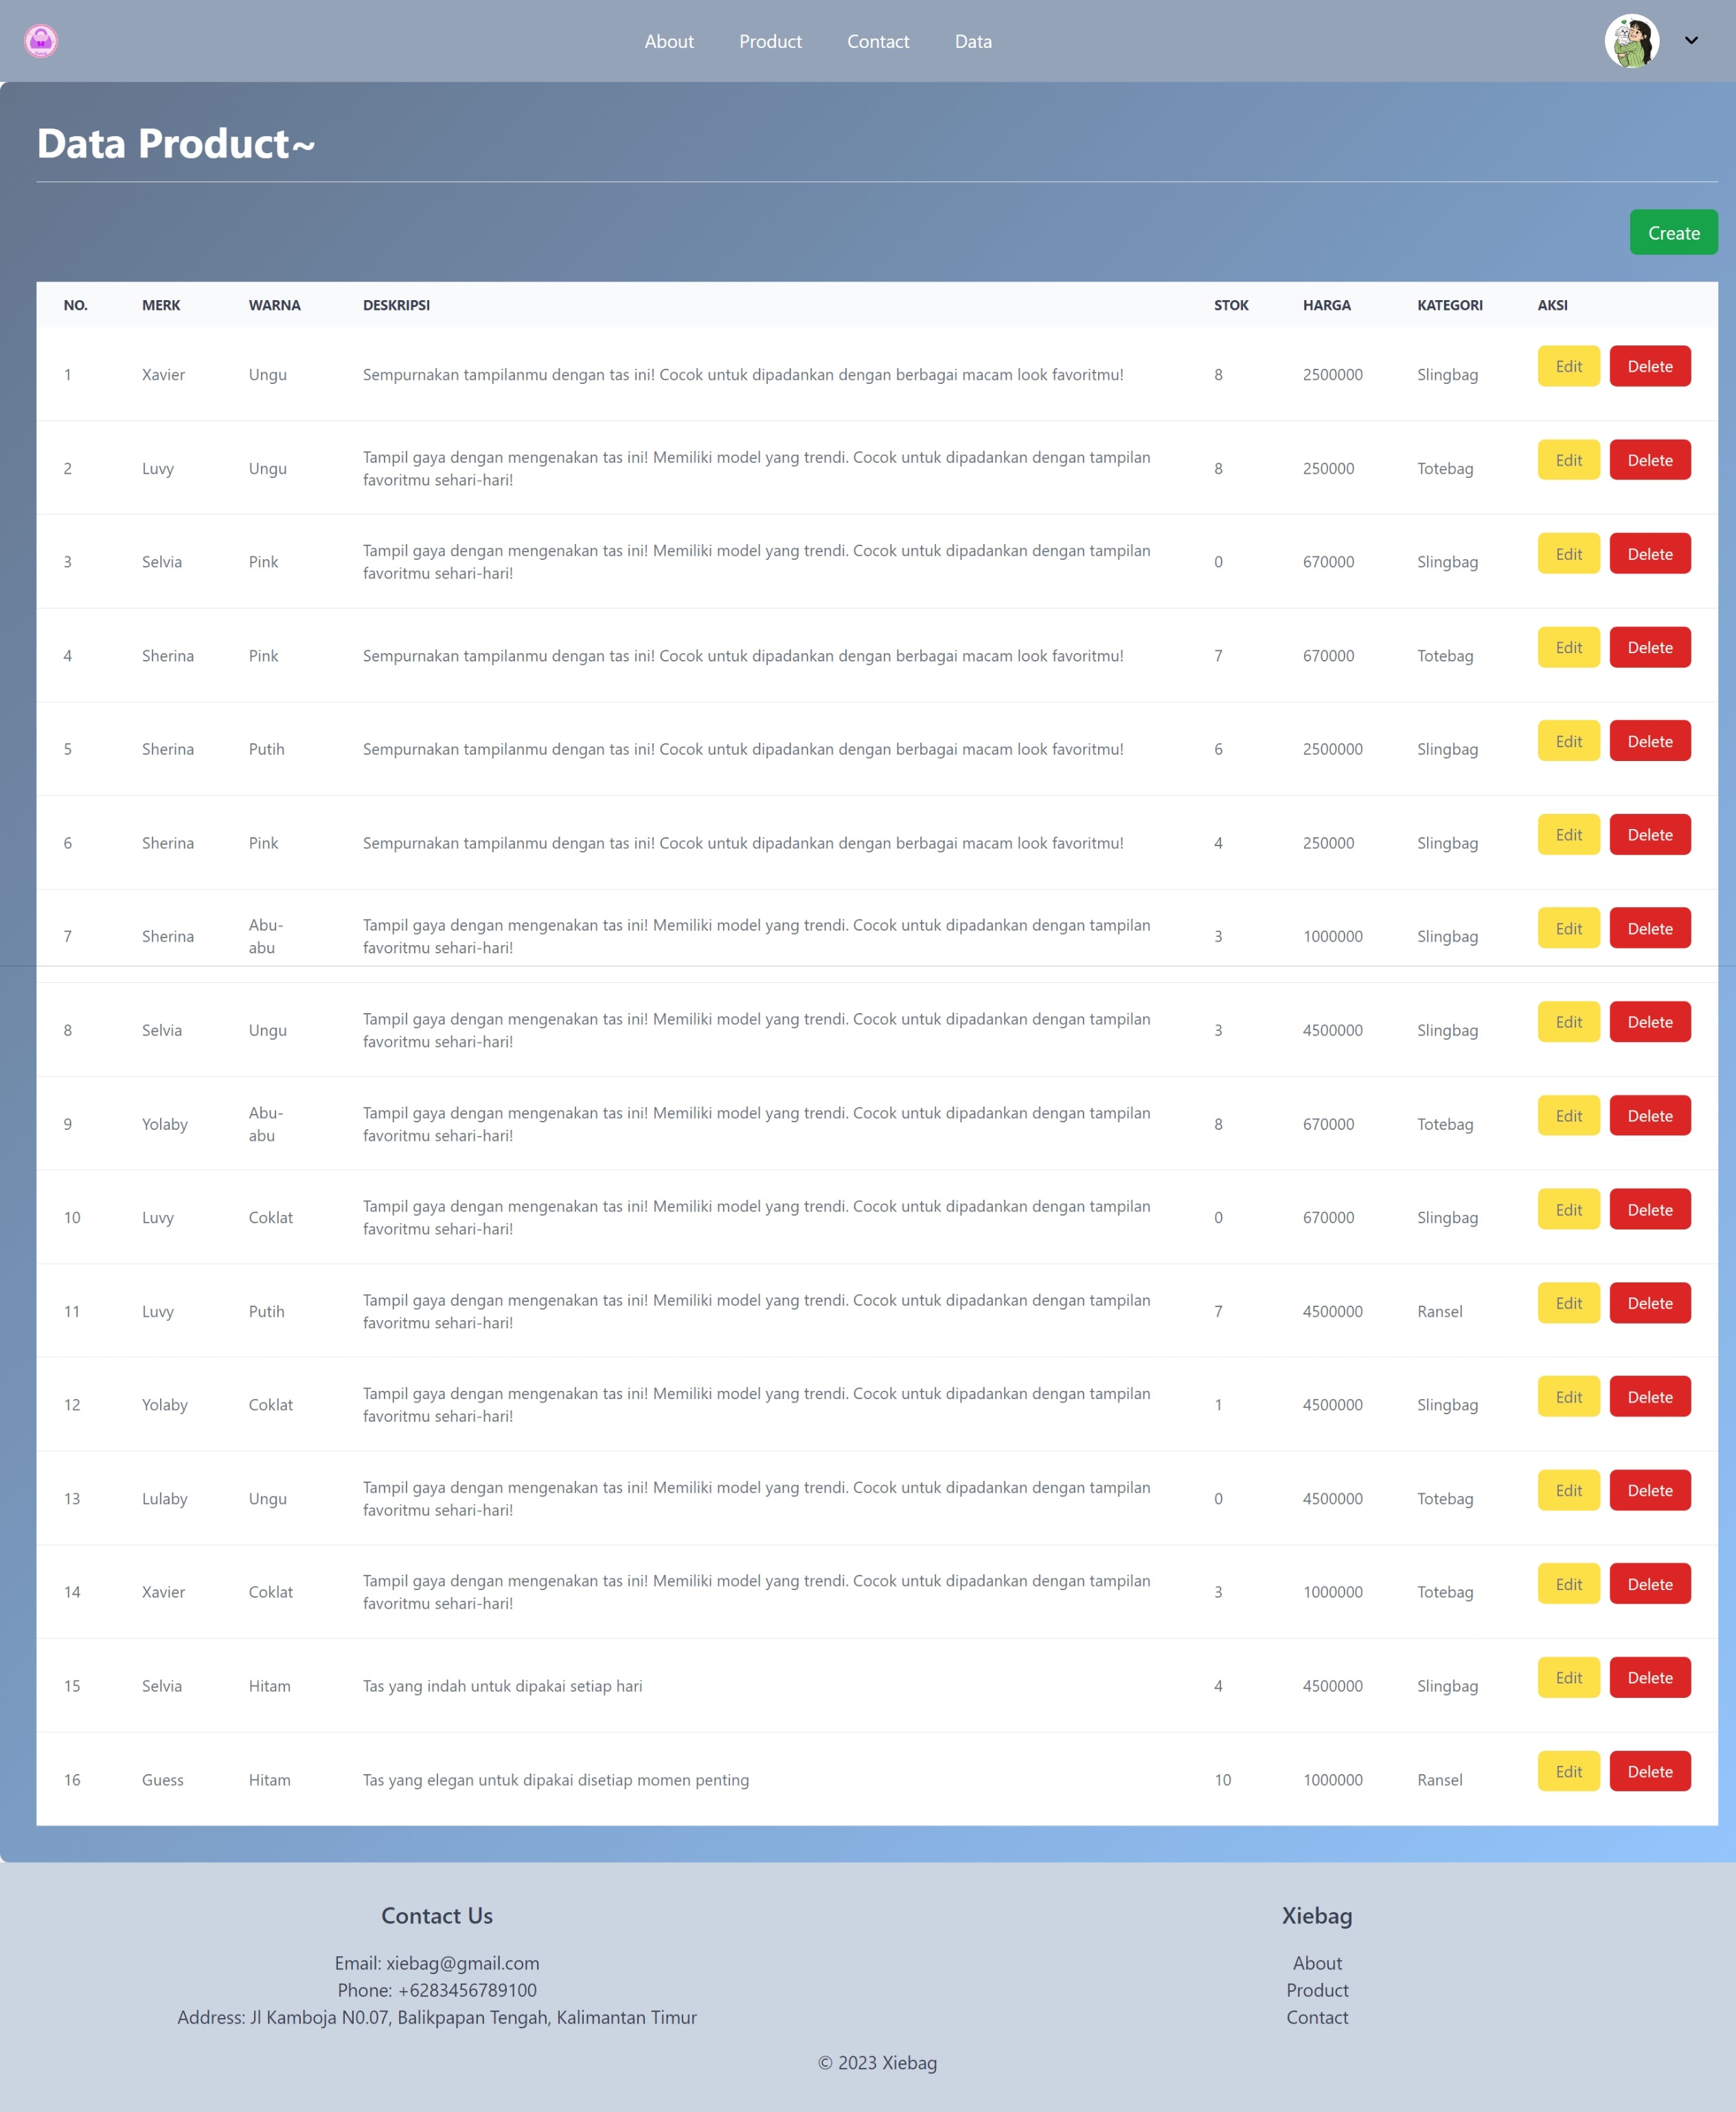 About Product Contact Data
Data Product~
Create
NO. MERK WARNA DESKRIPSI STOK HARGA KATEGORI AKSI
1 Xavier Ungu Sempurnakan tampilanmu dengan tas ini! Cocok untuk dipadankan dengan berbagai macam look favoritmu! 8 2500000 Slingbag Edit Delete
2 Luvy Ungu Tampil gaya dengan mengenakan tas ini! Memiliki model yang trendi. Cocok untuk dipadankan dengan tampilan
favoritmu sehari-hari! 8 250000 Totebag Edit Delete
3 Selvia Pink Tampil gaya dengan mengenakan tas ini! Memiliki model yang trendi. Cocok untuk dipadankan dengan tampilan
favoritmu sehari-hari! 0 670000 Slingbag Edit Delete
4 Sherina Pink Sempurnakan tampilanmu dengan tas ini! Cocok untuk dipadankan dengan berbagai macam look favoritmu! 7 670000 Totebag Edit Delete
5 Sherina Putih Sempurnakan tampilanmu dengan tas ini! Cocok untuk dipadankan dengan berbagai macam look favoritmu! 6 2500000 Slingbag Edit Delete
6 Sherina Pink Sempurnakan tampilanmu dengan tas ini! Cocok untuk dipadankan dengan berbagai macam look favoritmu! 4 250000 Slingbag Edit Delete
7 Sherina Abu-
abu Tampil gaya dengan mengenakan tas ini! Memiliki model yang trendi. Cocok untuk dipadankan dengan tampilan
favoritmu sehari-hari! 3 1000000 Slingbag Edit Delete
8 Selvia Ungu Tampil gaya dengan mengenakan tas ini! Memiliki model yang trendi. Cocok untuk dipadankan dengan tampilan
favoritmu sehari-hari! 3 4500000 Slingbag Edit Delete
9 Yolaby Abu-
abu Tampil gaya dengan mengenakan tas ini! Memiliki model yang trendi. Cocok untuk dipadankan dengan tampilan
favoritmu sehari-hari! 8 670000 Totebag Edit Delete
10 Luvy Coklat Tampil gaya dengan mengenakan tas ini! Memiliki model yang trendi. Cocok untuk dipadankan dengan tampilan
favoritmu sehari-hari! 0 670000 Slingbag Edit Delete
11 Luvy Putih Tampil gaya dengan mengenakan tas ini! Memiliki model yang trendi. Cocok untuk dipadankan dengan tampilan
favoritmu sehari-hari! 7 4500000 Ransel Edit Delete
12 Yolaby Coklat Tampil gaya dengan mengenakan tas ini! Memiliki model yang trendi. Cocok untuk dipadankan dengan tampilan
favoritmu sehari-hari! 1 4500000 Slingbag Edit Delete
13 Lulaby Ungu Tampil gaya dengan mengenakan tas ini! Memiliki model yang trendi. Cocok untuk dipadankan dengan tampilan
favoritmu sehari-hari! 0 4500000 Totebag Edit Delete
14 Xavier Coklat Tampil gaya dengan mengenakan tas ini! Memiliki model yang trendi. Cocok untuk dipadankan dengan tampilan
favoritmu sehari-hari! 3 1000000 Totebag Edit Delete
15 Selvia Hitam Tas yang indah untuk dipakai setiap hari 4 4500000 Slingbag Edit Delete
16 Guess Hitam Tas yang elegan untuk dipakai disetiap momen penting 10 1000000 Ransel Edit Delete
Contact Us
Email: xiebag@gmail.com
Phone: +6283456789100
Address: Jl Kamboja N0.07, Balikpapan Tengah, Kalimantan Timur
Xiebag
About
Product
Contact
© 2023 Xiebag